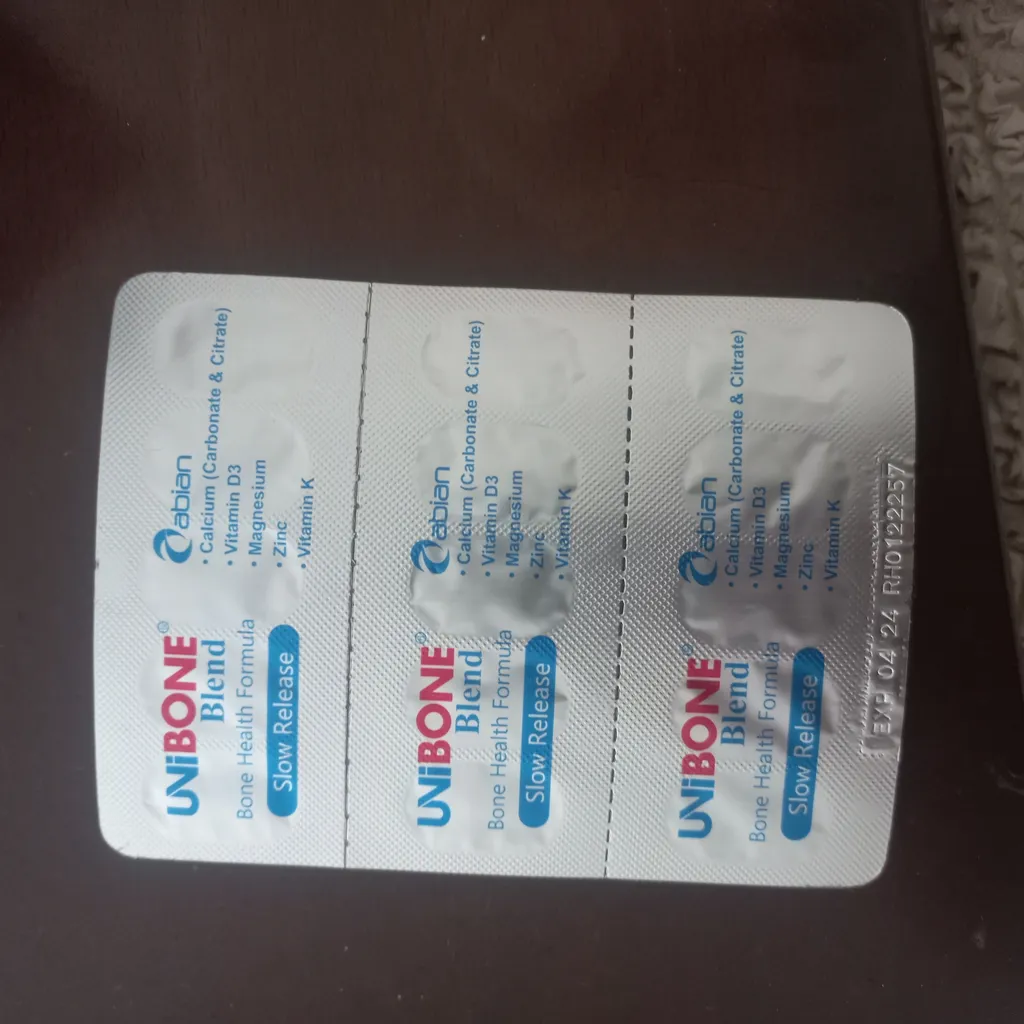 UNiBONE®
Blend
Bone Health Formula
Slow Release
abian
• Calcium (Carbonate & Citrate)
• Vitamin D3
• Magnesium
• Zinc
• Vitamin K
UNiBONE®
Blend
Bone Health Formula
Slow Release
abian
• Calcium (Carbonate & Citrate)
• Vitamin D3
• Magnesium
• Zinc
• Vitamin K
UNiBONE®
Blend
Bone Health Formula
Slow Release
abian
• Calcium (Carbonate & Citrate)
• Vitamin D3
• Magnesium
• Zinc
• Vitamin K
EXP 04 24 RH0122257